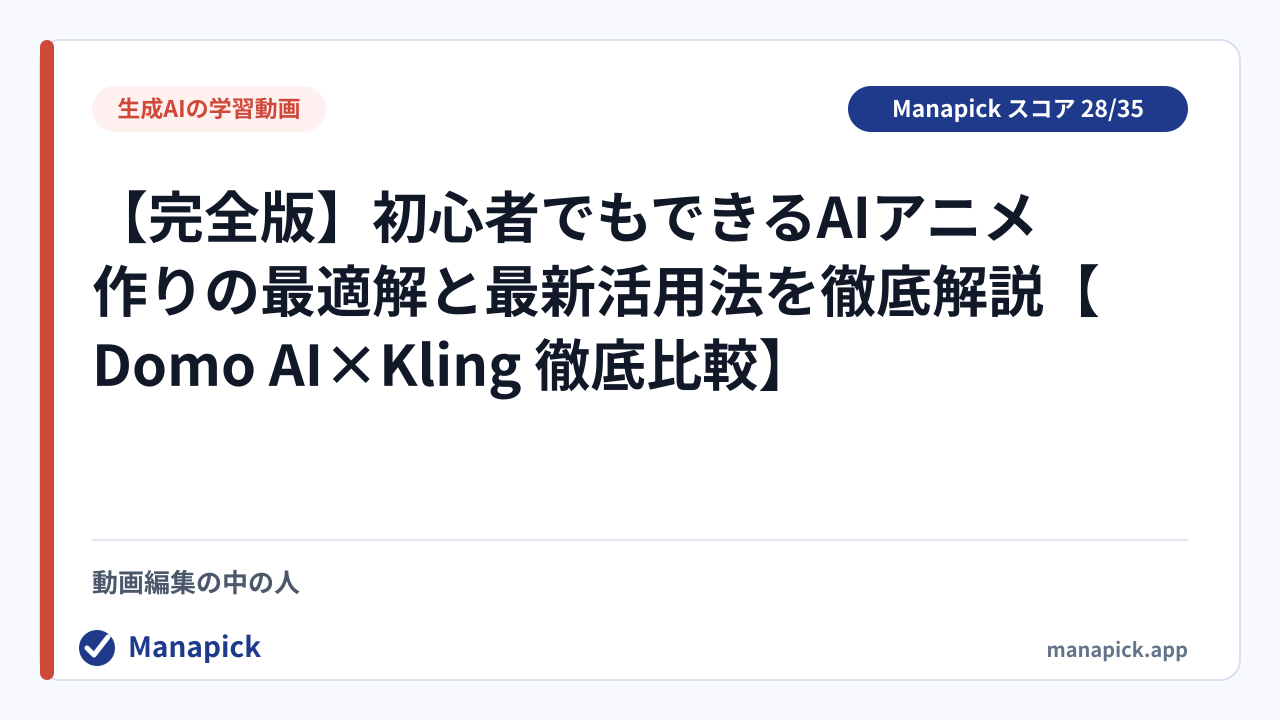 生成AIの学習動画
Manapick スコア 28/35
【完全版】初心者でもできるAIアニメ
作りの最適解と最新活用法を徹底解説【
Domo AI×Kling 徹底比較】
動画編集の中の人
Manapick
manapick.app